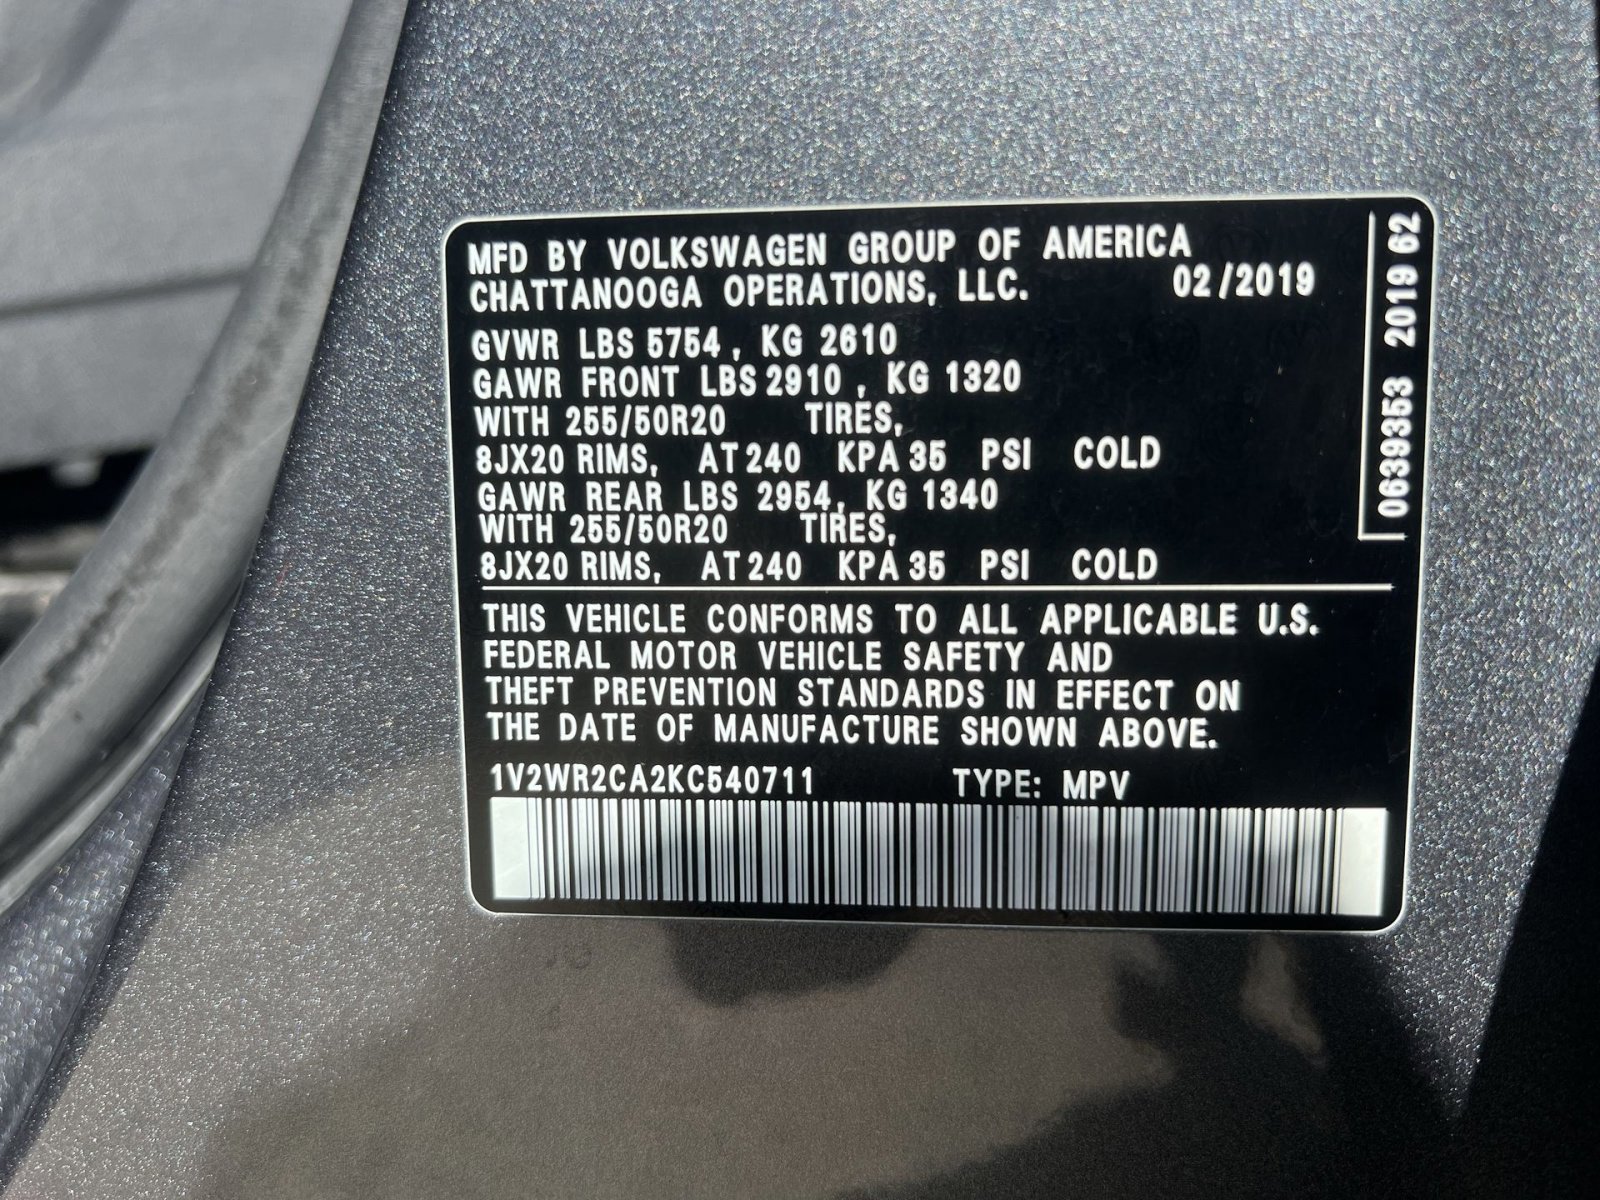 MFD BY VOLKSWAGEN GROUP OF AMERICA
CHATTANOOGA OPERATIONS, LLC. 02/2019
GVWR LBS 5754, KG 2610
GAWR FRONT LBS 2910, KG 1320
WITH 255/50R20 TIRES,
8JX20 RIMS, AT 240 KPA 35 PSI COLD
GAWR REAR LBS 2954, KG 1340
WITH 255/50R20 TIRES,
8JX20 RIMS, AT 240 KPA 35 PSI COLD
THIS VEHICLE CONFORMS TO ALL APPLICABLE U.S.
FEDERAL MOTOR VEHICLE SAFETY AND
THEFT PREVENTION STANDARDS IN EFFECT ON
THE DATE OF MANUFACTURE SHOWN ABOVE.
1V2WR2CA2KC540711 TYPE: MPV
0639353 2019 62